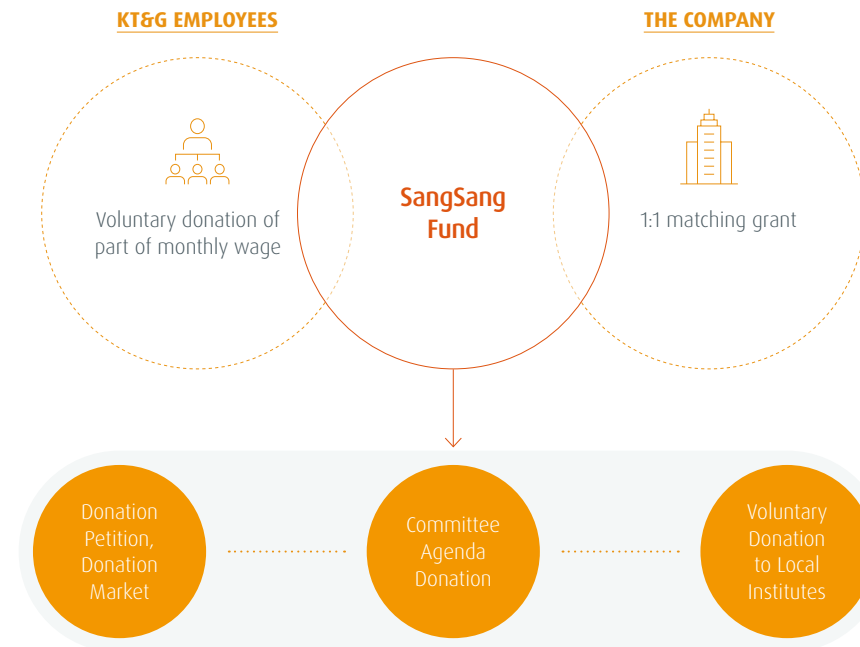 KT&G EMPLOYEES
THE COMPANY
Voluntary donation of
part of monthly wage
SangSang
Fund
1:1 matching grant
Donation
Petition,
Donation
Market
Committee
Agenda
Donation
Voluntary
Donation
to Local
Institutes